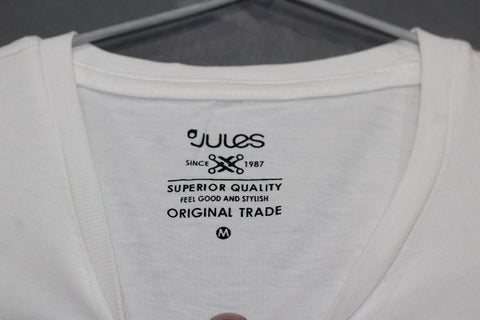 JULES
SINCE 1987
SUPERIOR QUALITY
FEEL GOOD AND STYLISH
ORIGINAL TRADE
M